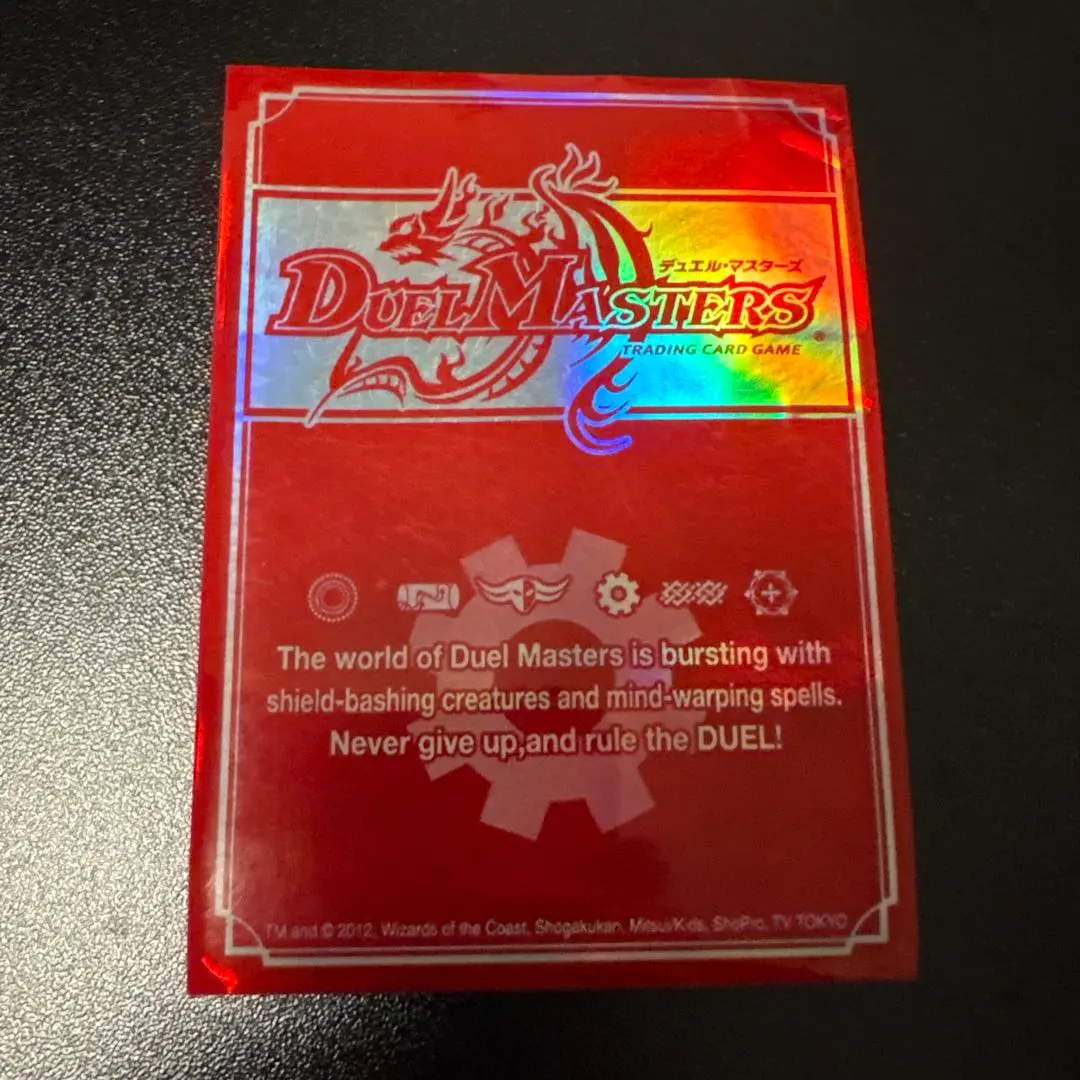 デュエル・マスターズ
DUEL MASTERS
®
TRADING CARD GAME
The world of Duel Masters is bursting with
shield-bashing creatures and mind-warping spells.
Never give up,and rule the DUEL!
TM and © 2012, Wizards of the Coast, Shogakukan, Mitsui/Kids, ShoPro, TV TOKYO